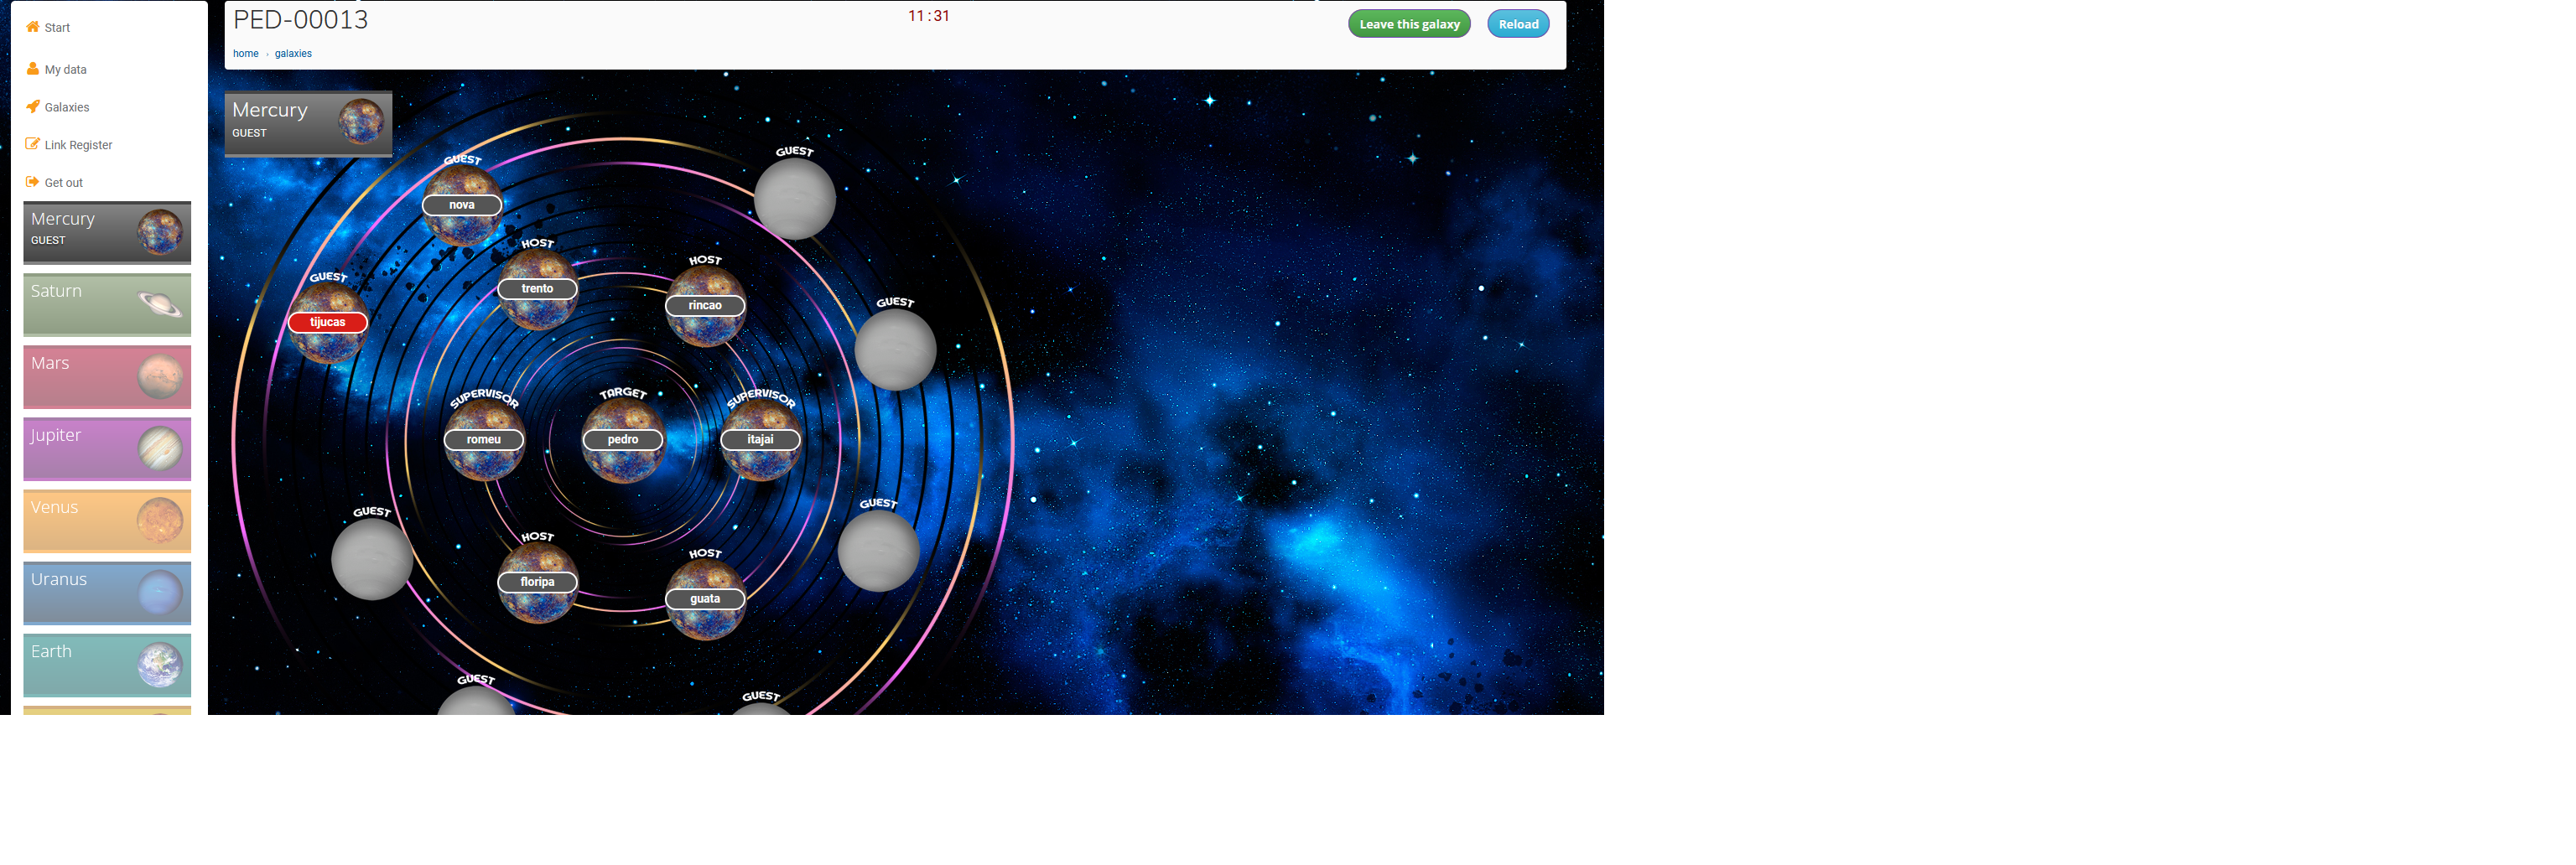 Start
My data
Galaxies
Link Register
Get out
Mercury
GUEST
Saturn
Mars
Jupiter
Venus
Uranus
Earth
PED-00013
11:31
Leave this galaxy
Reload
home › galaxies
Mercury
GUEST
GUEST
nova
GUEST
HOST
trento
HOST
rincao
GUEST
tijucas
GUEST
SUPERVISOR
romeu
TARGET
pedro
SUPERVISOR
itajai
GUEST
GUEST
HOST
floripa
HOST
guata
GUEST
GUEST